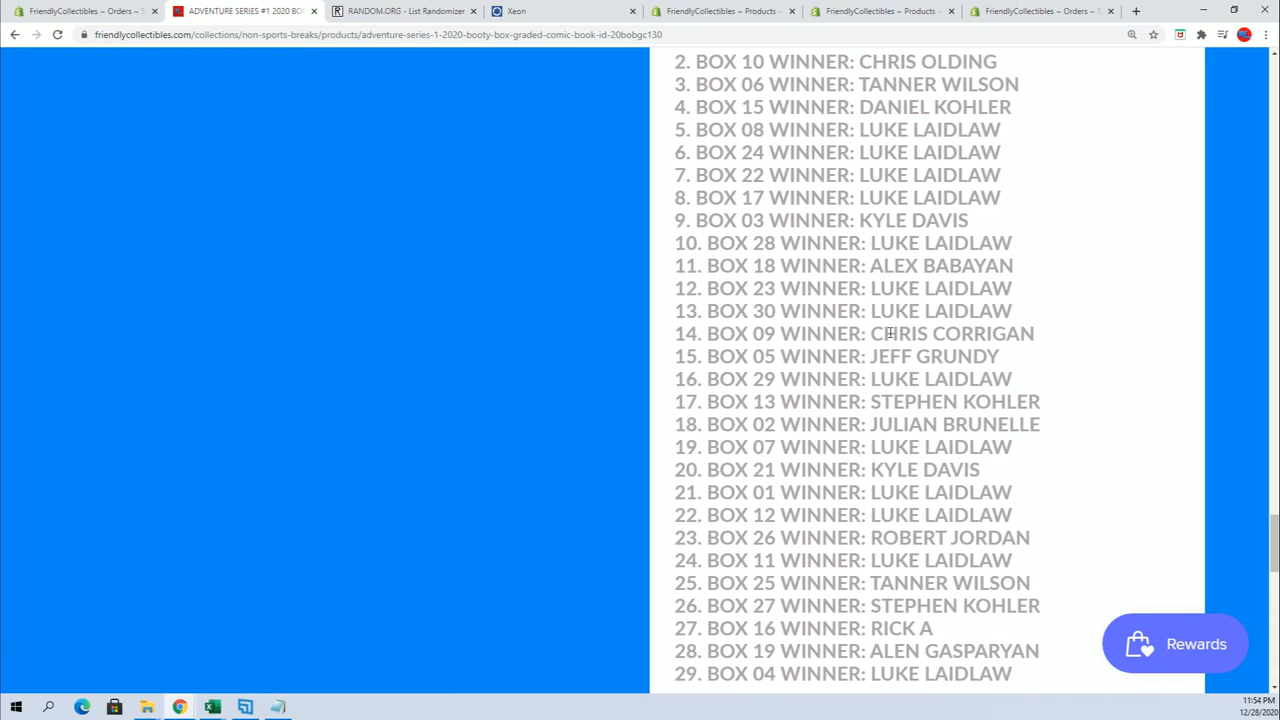 FriendlyCollectibles ~ Orders ~ S
ADVENTURE SERIES #1 2020 BO
RANDOM.ORG - List Randomizer
Xeon
FriendlyCollectibles ~ Products ~
FriendlyCollectibles ~ Products ~
FriendlyCollectibles ~ Orders ~ S
friendlycollectibles.com/collections/non-sports-breaks/products/adventure-series-1-2020-booty-box-graded-comic-book-id-20bobgc130
2. BOX 10 WINNER: CHRIS OLDING
3. BOX 06 WINNER: TANNER WILSON
4. BOX 15 WINNER: DANIEL KOHLER
5. BOX 08 WINNER: LUKE LAIDLAW
6. BOX 24 WINNER: LUKE LAIDLAW
7. BOX 22 WINNER: LUKE LAIDLAW
8. BOX 17 WINNER: LUKE LAIDLAW
9. BOX 03 WINNER: KYLE DAVIS
10. BOX 28 WINNER: LUKE LAIDLAW
11. BOX 18 WINNER: ALEX BABAYAN
12. BOX 23 WINNER: LUKE LAIDLAW
13. BOX 30 WINNER: LUKE LAIDLAW
14. BOX 09 WINNER: CHRIS CORRIGAN
15. BOX 05 WINNER: JEFF GRUNDY
16. BOX 29 WINNER: LUKE LAIDLAW
17. BOX 13 WINNER: STEPHEN KOHLER
18. BOX 02 WINNER: JULIAN BRUNELLE
19. BOX 07 WINNER: LUKE LAIDLAW
20. BOX 21 WINNER: KYLE DAVIS
21. BOX 01 WINNER: LUKE LAIDLAW
22. BOX 12 WINNER: LUKE LAIDLAW
23. BOX 26 WINNER: ROBERT JORDAN
24. BOX 11 WINNER: LUKE LAIDLAW
25. BOX 25 WINNER: TANNER WILSON
26. BOX 27 WINNER: STEPHEN KOHLER
27. BOX 16 WINNER: RICK A
28. BOX 19 WINNER: ALEN GASPARYAN
29. BOX 04 WINNER: LUKE LAIDLAW
Rewards
11:54 PM
12/28/2020